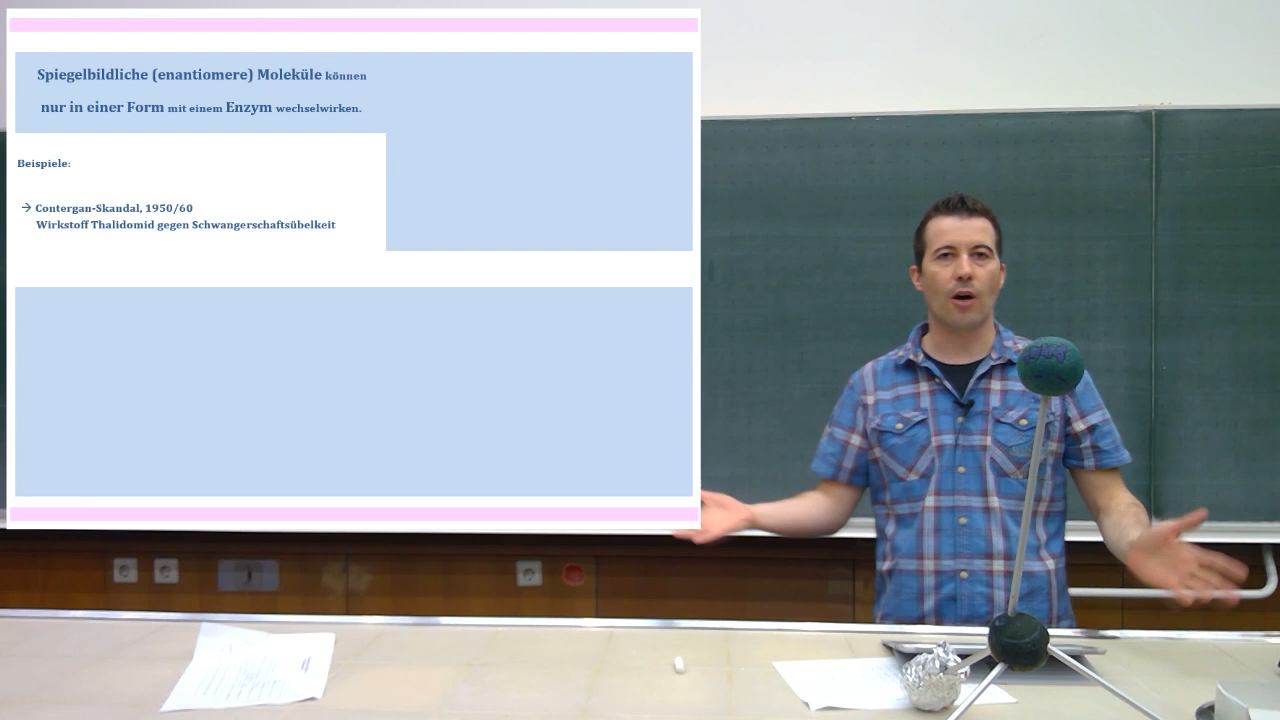 Spiegelbildliche (enantiomere) Moleküle können
nur in einer Form mit einem Enzym wechselwirken.
Beispiele:
→ Contergan-Skandal, 1950/60
Wirkstoff Thalidomid gegen Schwangerschaftsübelkeit